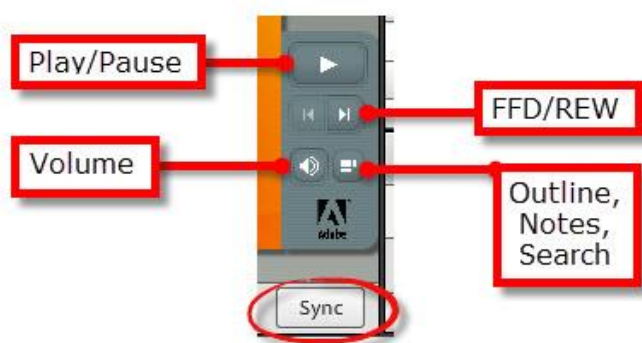 Play/Pause
FFD/REW
Volume
Outline,
Notes,
Search
Adobe
Sync